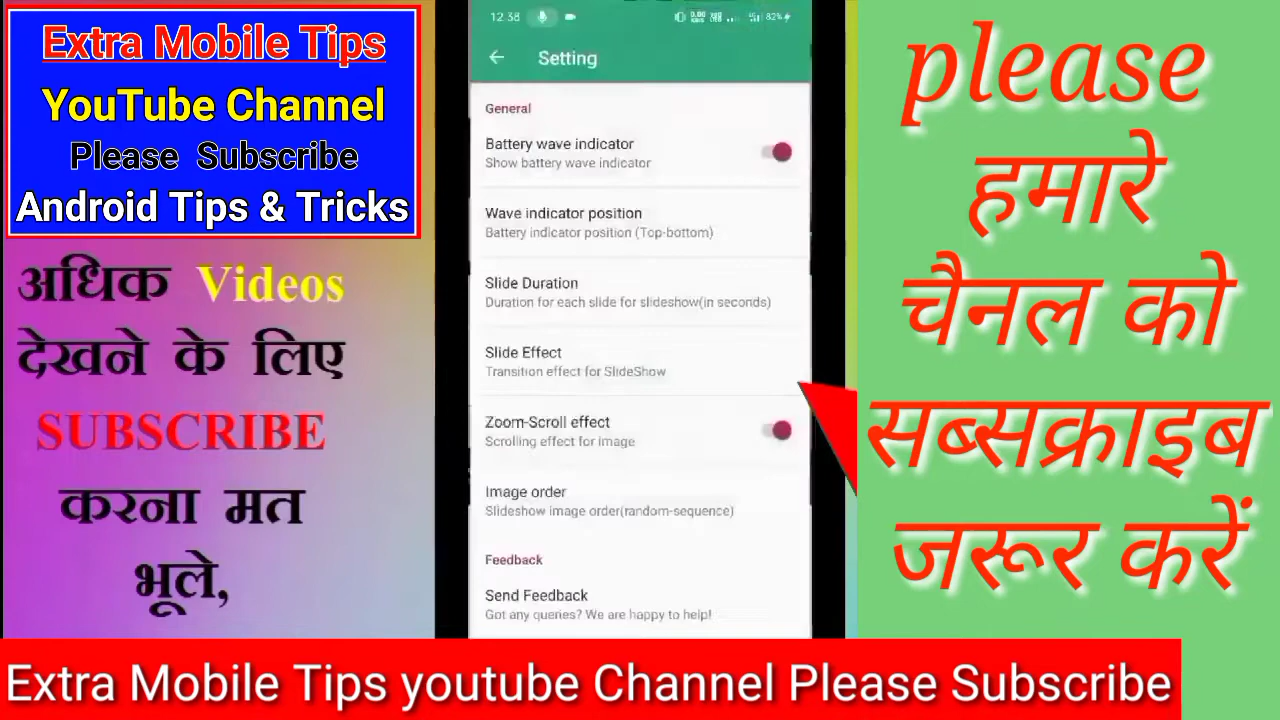 Extra Mobile Tips
YouTube Channel
Please Subscribe
Android Tips & Tricks
अधिक Videos
देखने के लिए
SUBSCRIBE
करना मत
भूले,
12 38
82%
Setting
General
Battery wave indicator
Show battery wave indicator
Wave indicator position
Battery indicator position (Top-bottom)
Slide Duration
Duration for each slide for slideshow(in seconds)
Slide Effect
Transition effect for SlideShow
Zoom-Scroll effect
Scrolling effect for image
Image order
Slideshow image order(random-sequence)
Feedback
Send Feedback
Got any queries? We are happy to help!
please
हमारे
चैनल को
सब्सक्राइब
जरूर करें
Extra Mobile Tips youtube Channel Please Subscribe